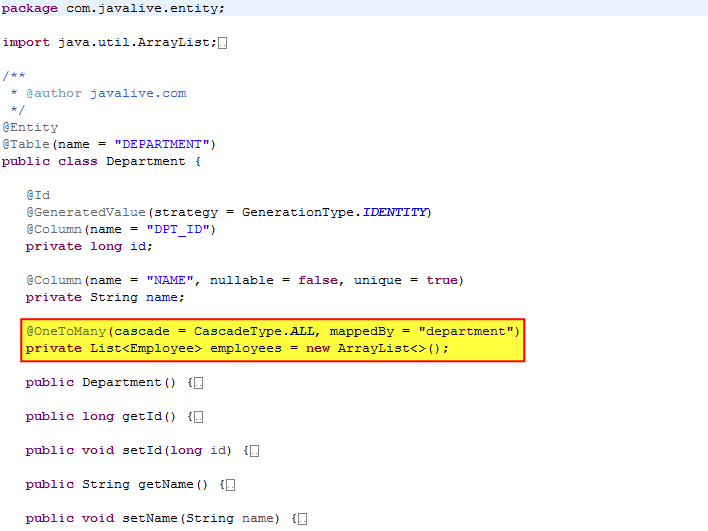 package com.javalive.entity;
import java.util.ArrayList;
/**
 * @author javalive.com
 */
@Entity
@Table(name = "DEPARTMENT")
public class Department {
    @Id
    @GeneratedValue(strategy = GenerationType.IDENTITY)
    @Column(name = "DPT_ID")
    private long id;
    @Column(name = "NAME", nullable = false, unique = true)
    private String name;
    @OneToMany(cascade = CascadeType.ALL, mappedBy = "department")
    private List<Employee> employees = new ArrayList<>();
    public Department() {
    public long getId() {
    public void setId(long id) {
    public String getName() {
    public void setName(String name) {